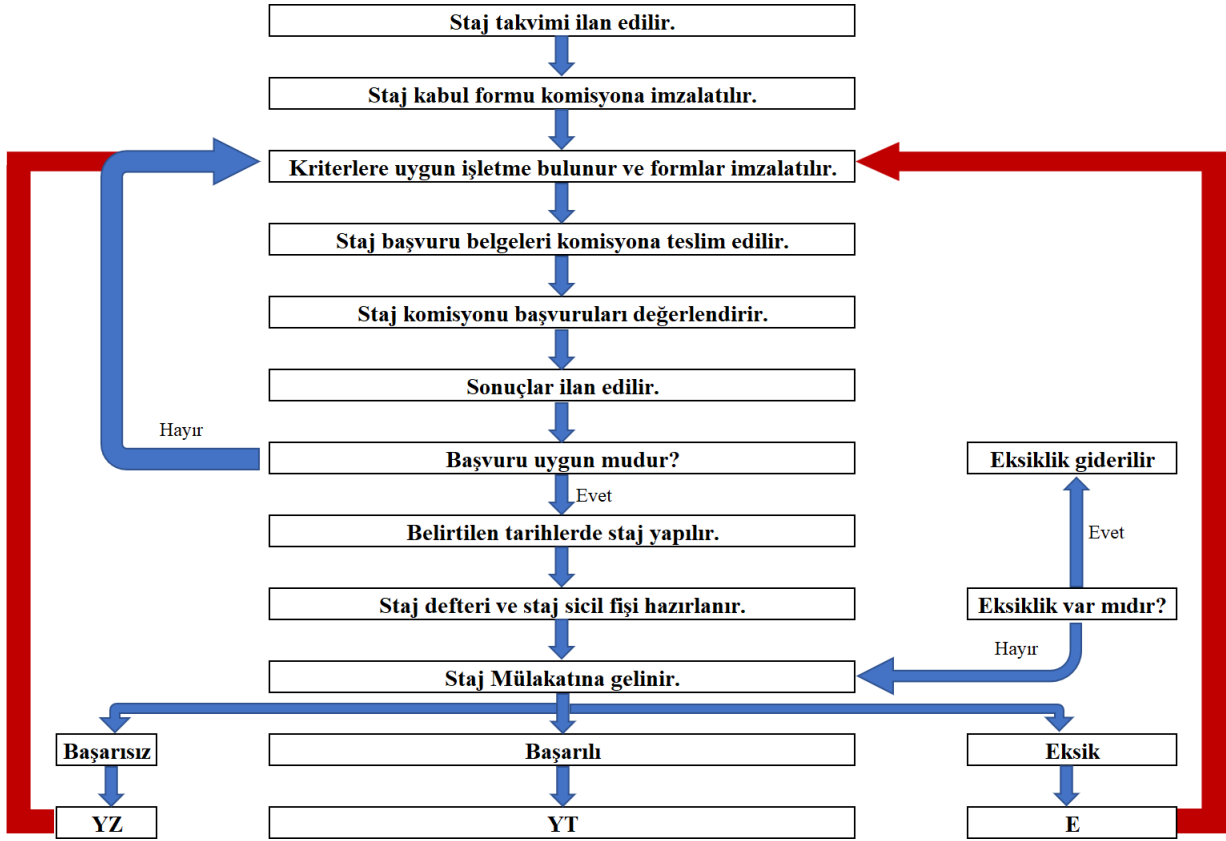 Staj takvimi ilan edilir.
Staj kabul formu komisyona imzalatılır.
Kriterlere uygun işletme bulunur ve formlar imzalatılır.
Staj başvuru belgeleri komisyona teslim edilir.
Staj komisyonu başvuruları değerlendirir.
Sonuçlar ilan edilir.
Hayır
Başvuru uygun mudur?
Eksiklik giderilir
Evet
Belirtilen tarihlerde staj yapılır.
Evet
Staj defteri ve staj sicil fişi hazırlanır.
Eksiklik var mıdır?
Hayır
Staj Mülakatına gelinir.
Başarısız
Başarılı
Eksik
YZ
YT
E